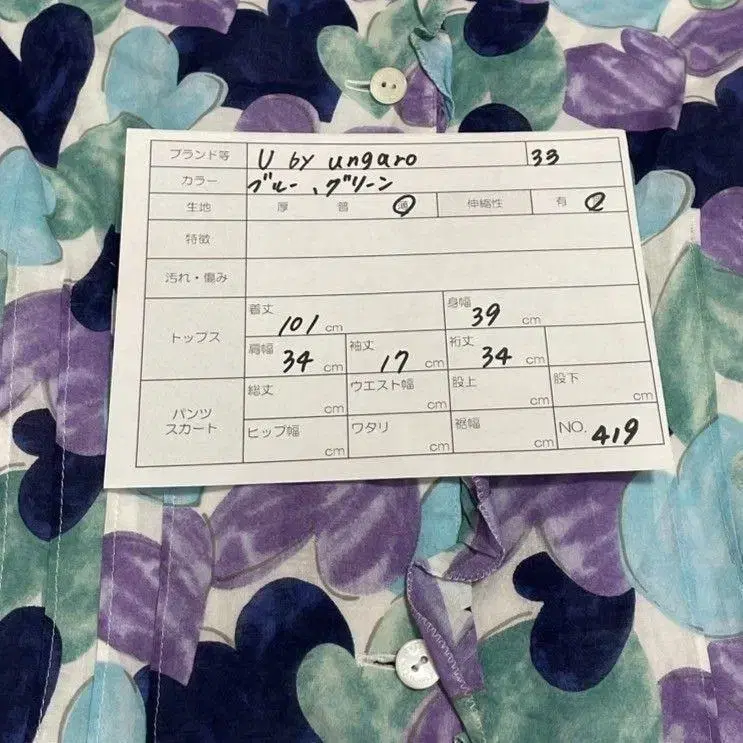 ブランド等 U by ungaro 33
カラー ブルー、グリーン
生地 厚 普 薄 伸縮性 有
特徴
汚れ・傷み
トップス
着丈 101 cm 身幅 39 cm
肩幅 34 cm 袖丈 17 cm 裄丈 34 cm
パンツ
スカート
総丈 cm ウエスト幅 cm 股上 cm 股下 cm
ヒップ幅 cm ワタリ cm 裾幅 cm NO. 419